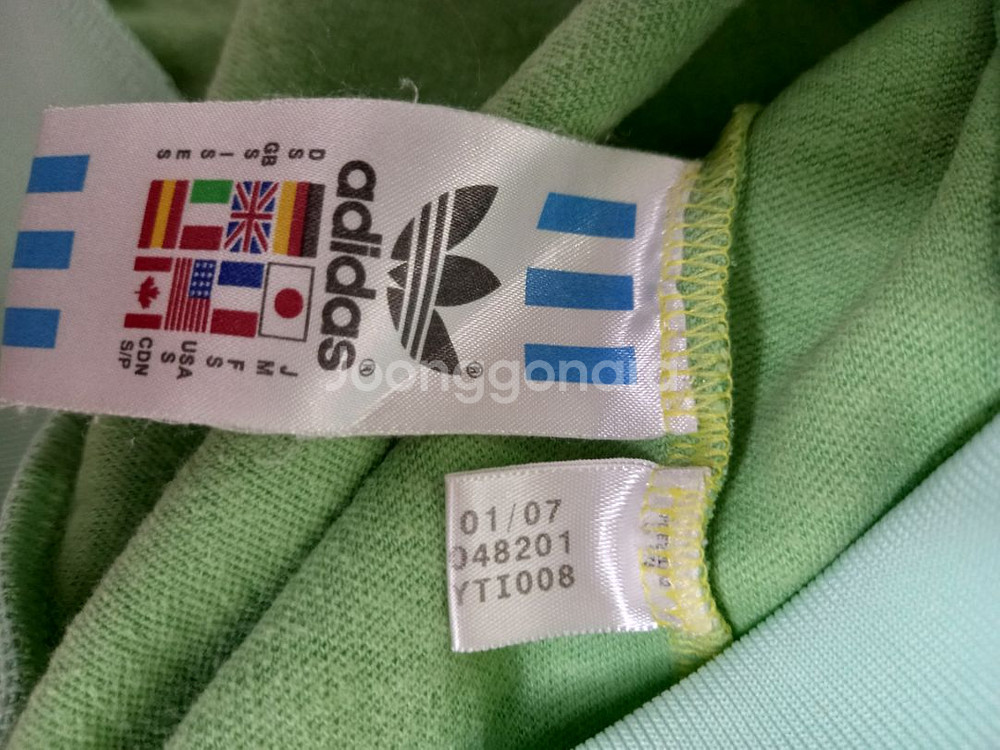 ®
adidas®
D
S
GB
S
I
S
E
S
J
M
F
S
USA
S
CDN
S/P
01/07
048201
YTI008
Joonggonara